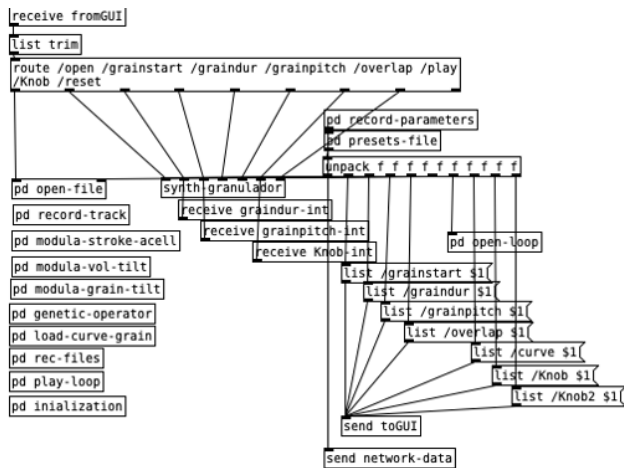 receive fromGUI
list trim
route /open /grainstart /graindur /grainpitch /overlap /play
/Knob /reset
pd record-parameters
pd presets-file
unpack f f f f f f f f f f
pd open-file
synth-granulador
pd record-track
receive graindur-int
receive grainpitch-int
pd modula-stroke-acell
receive Knob-int
pd open-loop
pd modula-vol-tilt
list /grainstart $1
pd modula-grain-tilt
list /graindur $1
pd genetic-operator
list /grainpitch $1
pd load-curve-grain
list /overlap $1
pd rec-files
list /curve $1
pd play-loop
list /Knob $1
pd inialization
list /Knob2 $1
send toGUI
send network-data